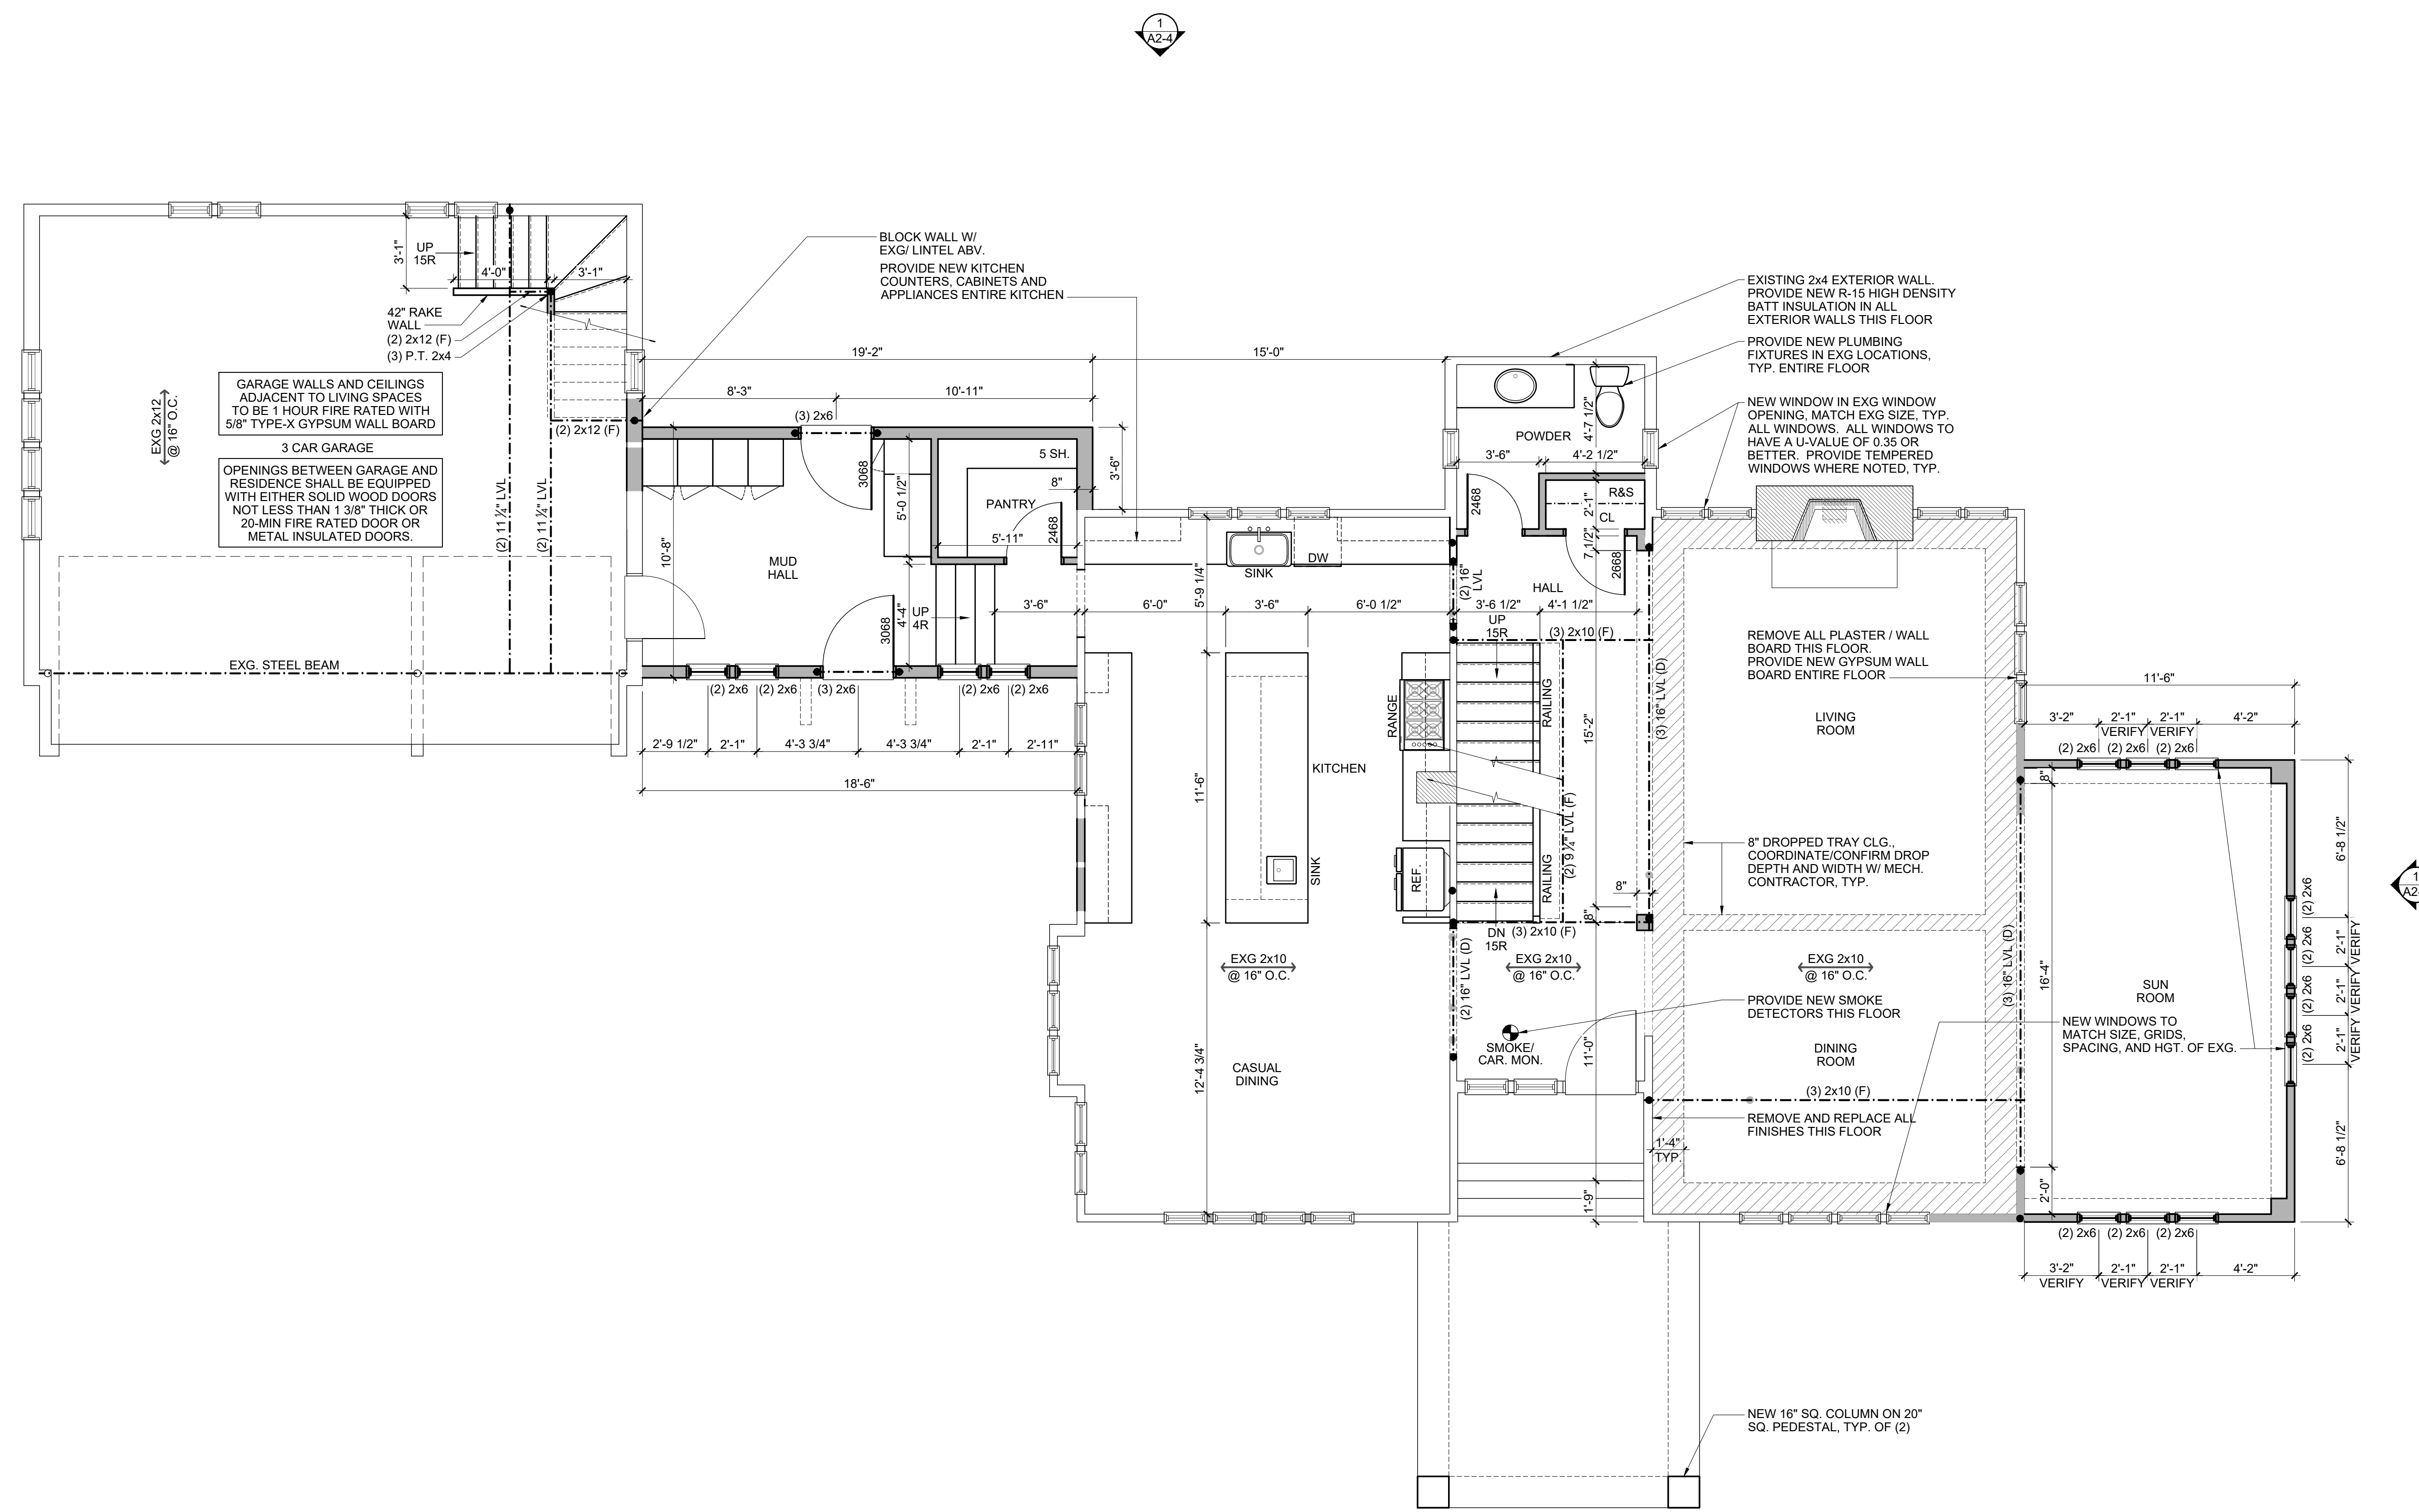 1
A2-4
BLOCK WALL W/
EXG/ LINTEL ABV.
PROVIDE NEW KITCHEN
COUNTERS, CABINETS AND
APPLIANCES ENTIRE KITCHEN
3'-1"
UP
15R
4'-0"
3'-1"
42" RAKE
WALL
(2) 2x12 (F)
(3) P.T. 2x4
EXG 2x12
@ 16" O.C.
GARAGE WALLS AND CEILINGS
ADJACENT TO LIVING SPACES
TO BE 1 HOUR FIRE RATED WITH
5/8" TYPE-X GYPSUM WALL BOARD
3 CAR GARAGE
OPENINGS BETWEEN GARAGE AND
RESIDENCE SHALL BE EQUIPPED
WITH EITHER SOLID WOOD DOORS
NOT LESS THAN 1 3/8" THICK OR
20-MIN FIRE RATED DOOR OR
METAL INSULATED DOORS.
(2) 2x12 (F)
(2) 11 ¼" LVL
(2) 11 ¼" LVL
EXG. STEEL BEAM
19'-2"
15'-0"
8'-3"
10'-11"
(3) 2x6
3068
5'-0 1/2"
5 SH.
8"
3'-6"
PANTRY
2468
5'-11"
10'-8"
MUD
HALL
4'-4"
3068
UP
4R
3'-6"
(2) 2x6
(2) 2x6
(3) 2x6
(2) 2x6
(2) 2x6
2'-9 1/2"
2'-1"
4'-3 3/4"
4'-3 3/4"
2'-1"
2'-11"
18'-6"
EXISTING 2x4 EXTERIOR WALL.
PROVIDE NEW R-15 HIGH DENSITY
BATT INSULATION IN ALL
EXTERIOR WALLS THIS FLOOR
PROVIDE NEW PLUMBING
FIXTURES IN EXG LOCATIONS,
TYP. ENTIRE FLOOR
NEW WINDOW IN EXG WINDOW
OPENING, MATCH EXG SIZE, TYP.
ALL WINDOWS.  ALL WINDOWS TO
HAVE A U-VALUE OF 0.35 OR
BETTER.  PROVIDE TEMPERED
WINDOWS WHERE NOTED, TYP.
POWDER
4'-7 1/2"
3'-6"
4'-2 1/2"
2468
R&S
2'-1"
CL
7 1/2"
2668
SINK
DW
(2) 16"
LVL
HALL
5'-9 1/4"
6'-0"
3'-6"
6'-0 1/2"
3'-6 1/2"
4'-1 1/2"
UP
15R
(3) 2x10 (F)
RANGE
RAILING
15'-2"
(3) 16" LVL (D)
KITCHEN
11'-6"
(2) 9 ¼" LVL (F)
SINK
REF.
RAILING
8"
8"
DN
15R
(3) 2x10 (F)
EXG 2x10
@ 16" O.C.
(2) 16" LVL (D)
EXG 2x10
@ 16" O.C.
EXG 2x10
@ 16" O.C.
SMOKE/
CAR. MON.
11'-0"
12'-4 3/4"
CASUAL
DINING
1'-9"
REMOVE ALL PLASTER / WALL
BOARD THIS FLOOR.
PROVIDE NEW GYPSUM WALL
BOARD ENTIRE FLOOR
LIVING
ROOM
8" DROPPED TRAY CLG.,
COORDINATE/CONFIRM DROP
DEPTH AND WIDTH W/ MECH.
CONTRACTOR, TYP.
PROVIDE NEW SMOKE
DETECTORS THIS FLOOR
DINING
ROOM
(3) 2x10 (F)
REMOVE AND REPLACE ALL
FINISHES THIS FLOOR
1'-4"
TYP.
(3) 16" LVL (D)
11'-6"
3'-2"
2'-1"
2'-1"
4'-2"
VERIFY
VERIFY
(2) 2x6
(2) 2x6
(2) 2x6
8"
16'-4"
2'-0"
SUN
ROOM
NEW WINDOWS TO
MATCH SIZE, GRIDS,
SPACING, AND HGT. OF EXG.
(2) 2x6
(2) 2x6
(2) 2x6
(2) 2x6
6'-8 1/2"
2'-1"
2'-1"
2'-1"
6'-8 1/2"
VERIFY
VERIFY
VERIFY
(2) 2x6
(2) 2x6
(2) 2x6
3'-2"
2'-1"
2'-1"
4'-2"
VERIFY
VERIFY
VERIFY
1
NEW 16" SQ. COLUMN ON 20"
SQ. PEDESTAL, TYP. OF (2)